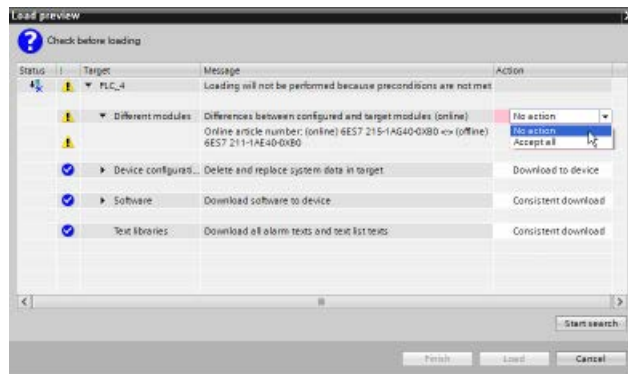 Load preview
Check before loading
Status ! Target Message Action
PLC_4 Loading will not be performed because preconditions are not met
Different modules Differences between configured and target modules (online) No action
Online article number: (online) 6ES7 215-1AG40-0XB0 <> (offline) No action
6ES7 211-1AE40-0XB0 Accept all
Device configurati... Delete and replace system data in target Download to device
Software Download software to device Consistent download
Text libraries Download all alarm texts and text list texts Consistent download
Start search
Finish Load Cancel